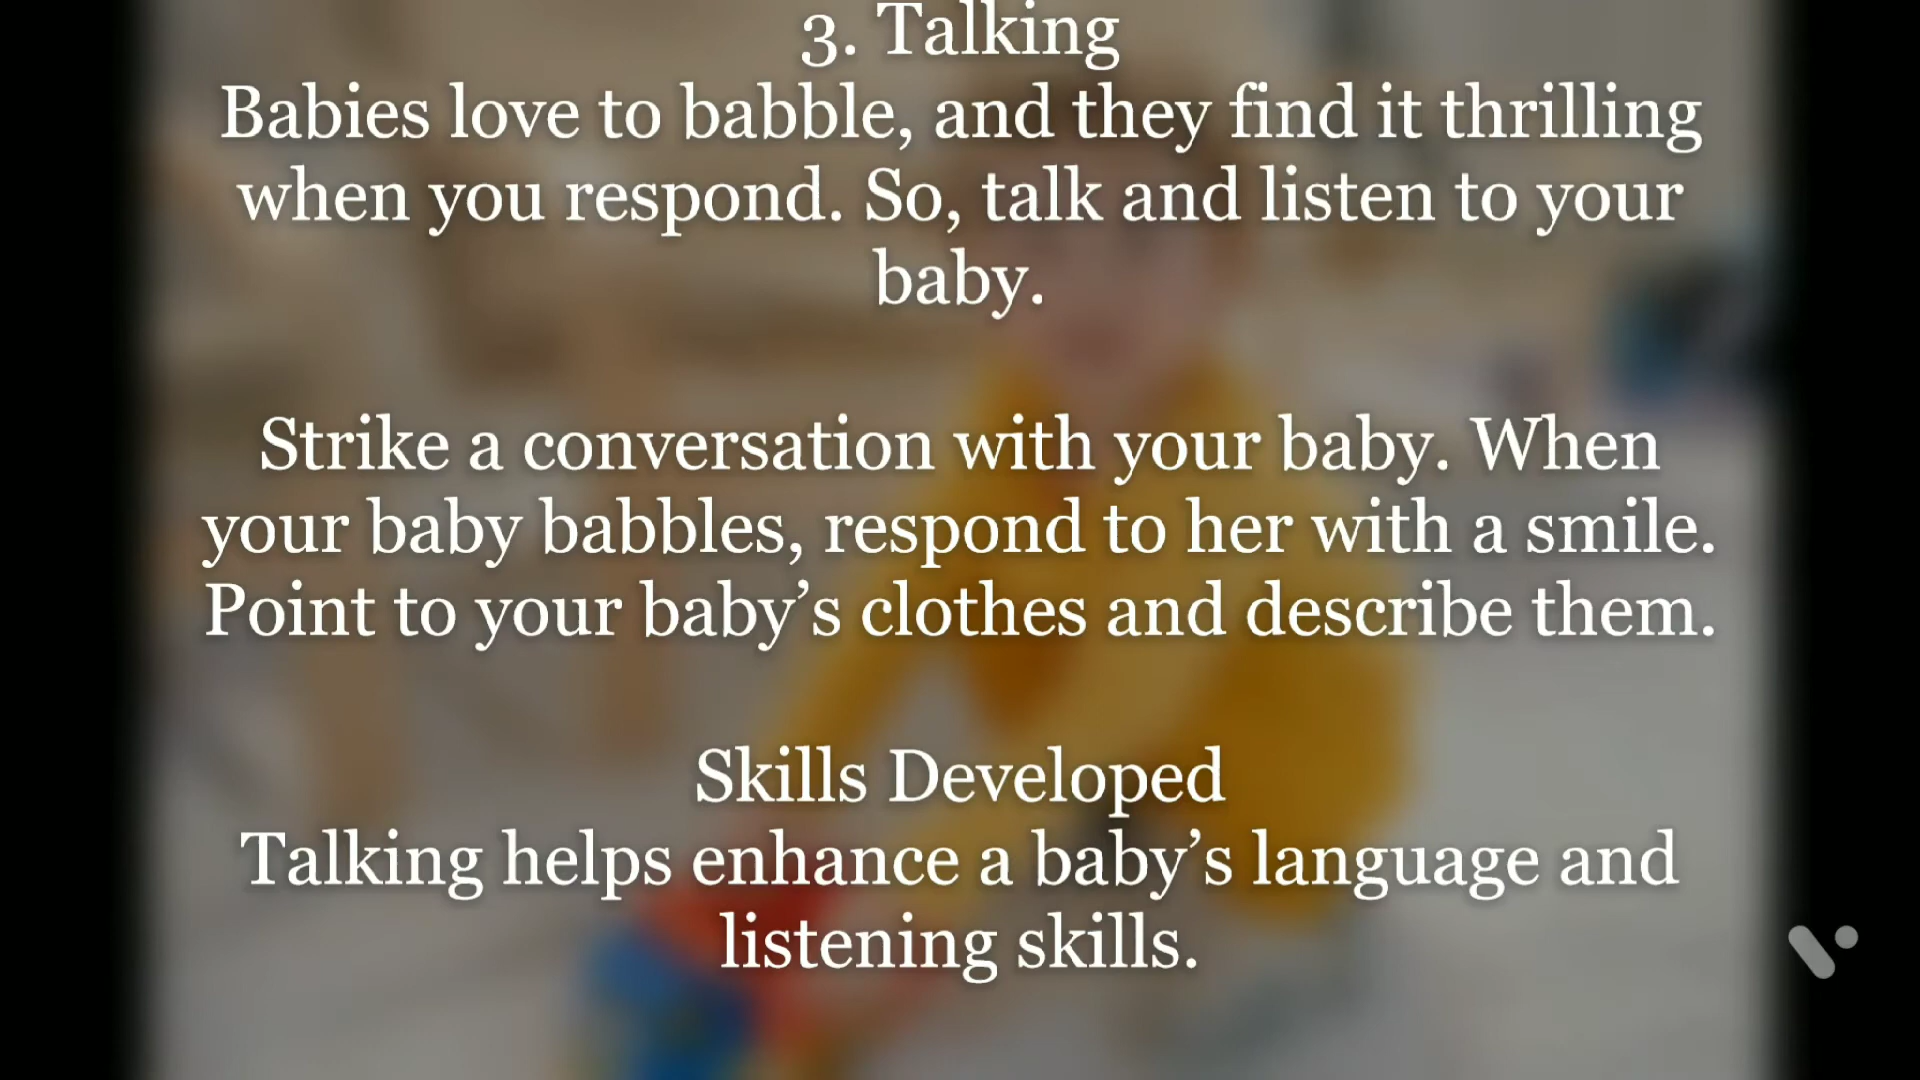 3. Talking
Babies love to babble, and they find it thrilling
when you respond. So, talk and listen to your
baby.
Strike a conversation with your baby. When
your baby babbles, respond to her with a smile.
Point to your baby’s clothes and describe them.
Skills Developed
Talking helps enhance a baby’s language and
listening skills.